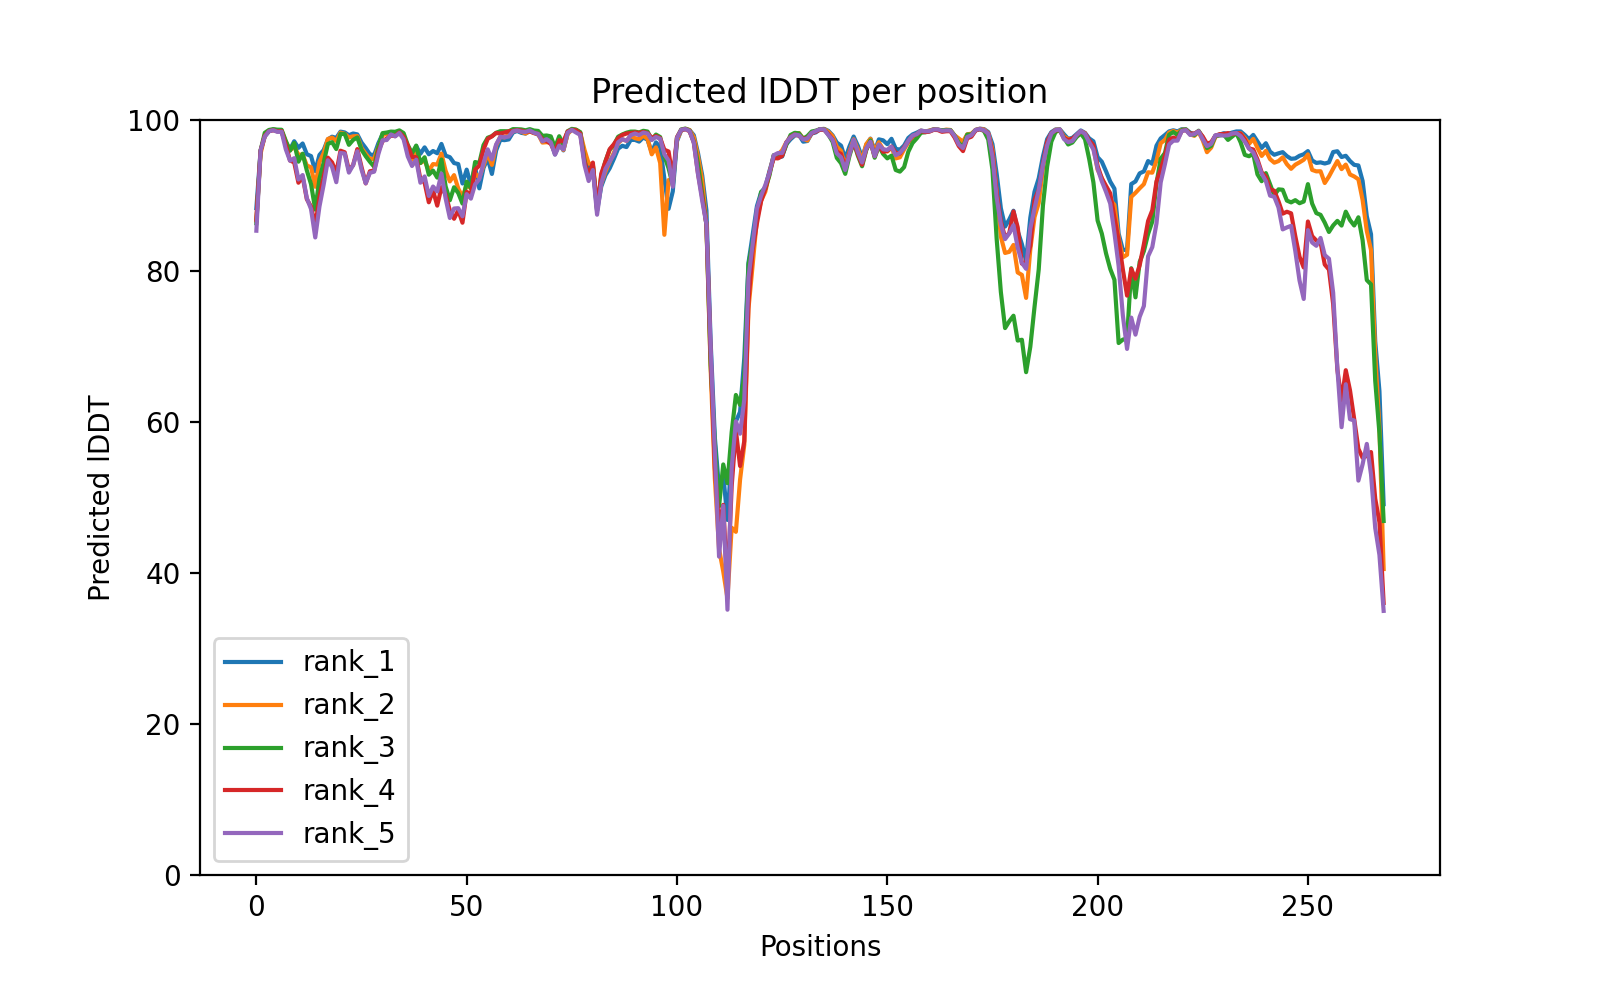 Predicted lDDT per position
100
80
60
40
20
0
Predicted lDDT
rank_1
rank_2
rank_3
rank_4
rank_5
0 50 100 150 200 250
Positions